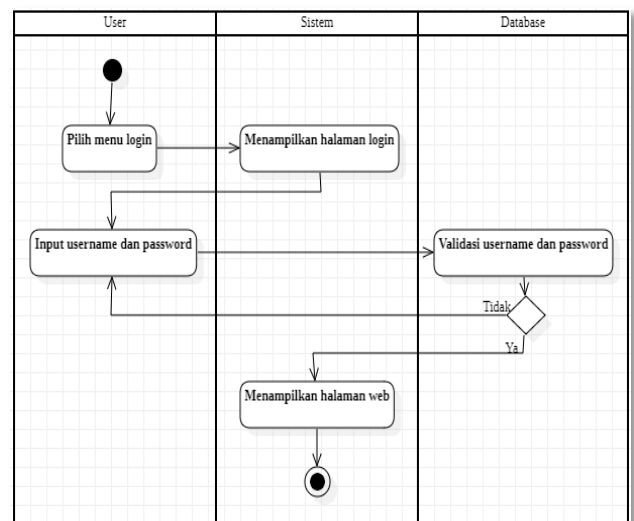 User
Sistem
Database
Pilih menu login
Menampilkan halaman login
Input username dan password
Validasi username dan password
Tidak
Ya
Menampilkan halaman web